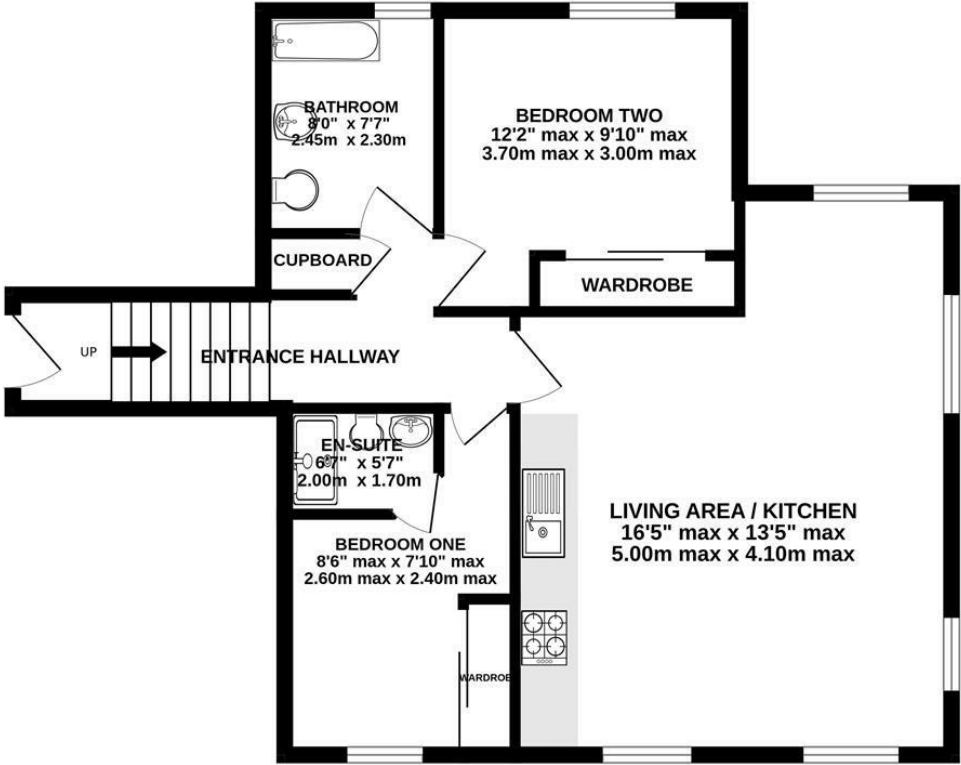 BATHROOM
8'0" x 7'7"
2.45m x 2.30m
BEDROOM TWO
12'2" max x 9'10" max
3.70m max x 3.00m max
CUPBOARD
WARDROBE
UP
ENTRANCE HALLWAY
EN-SUITE
6'7" x 5'7"
2.00m x 1.70m
LIVING AREA / KITCHEN
16'5" max x 13'5" max
5.00m max x 4.10m max
BEDROOM ONE
8'6" max x 7'10" max
2.60m max x 2.40m max
WARDROBE